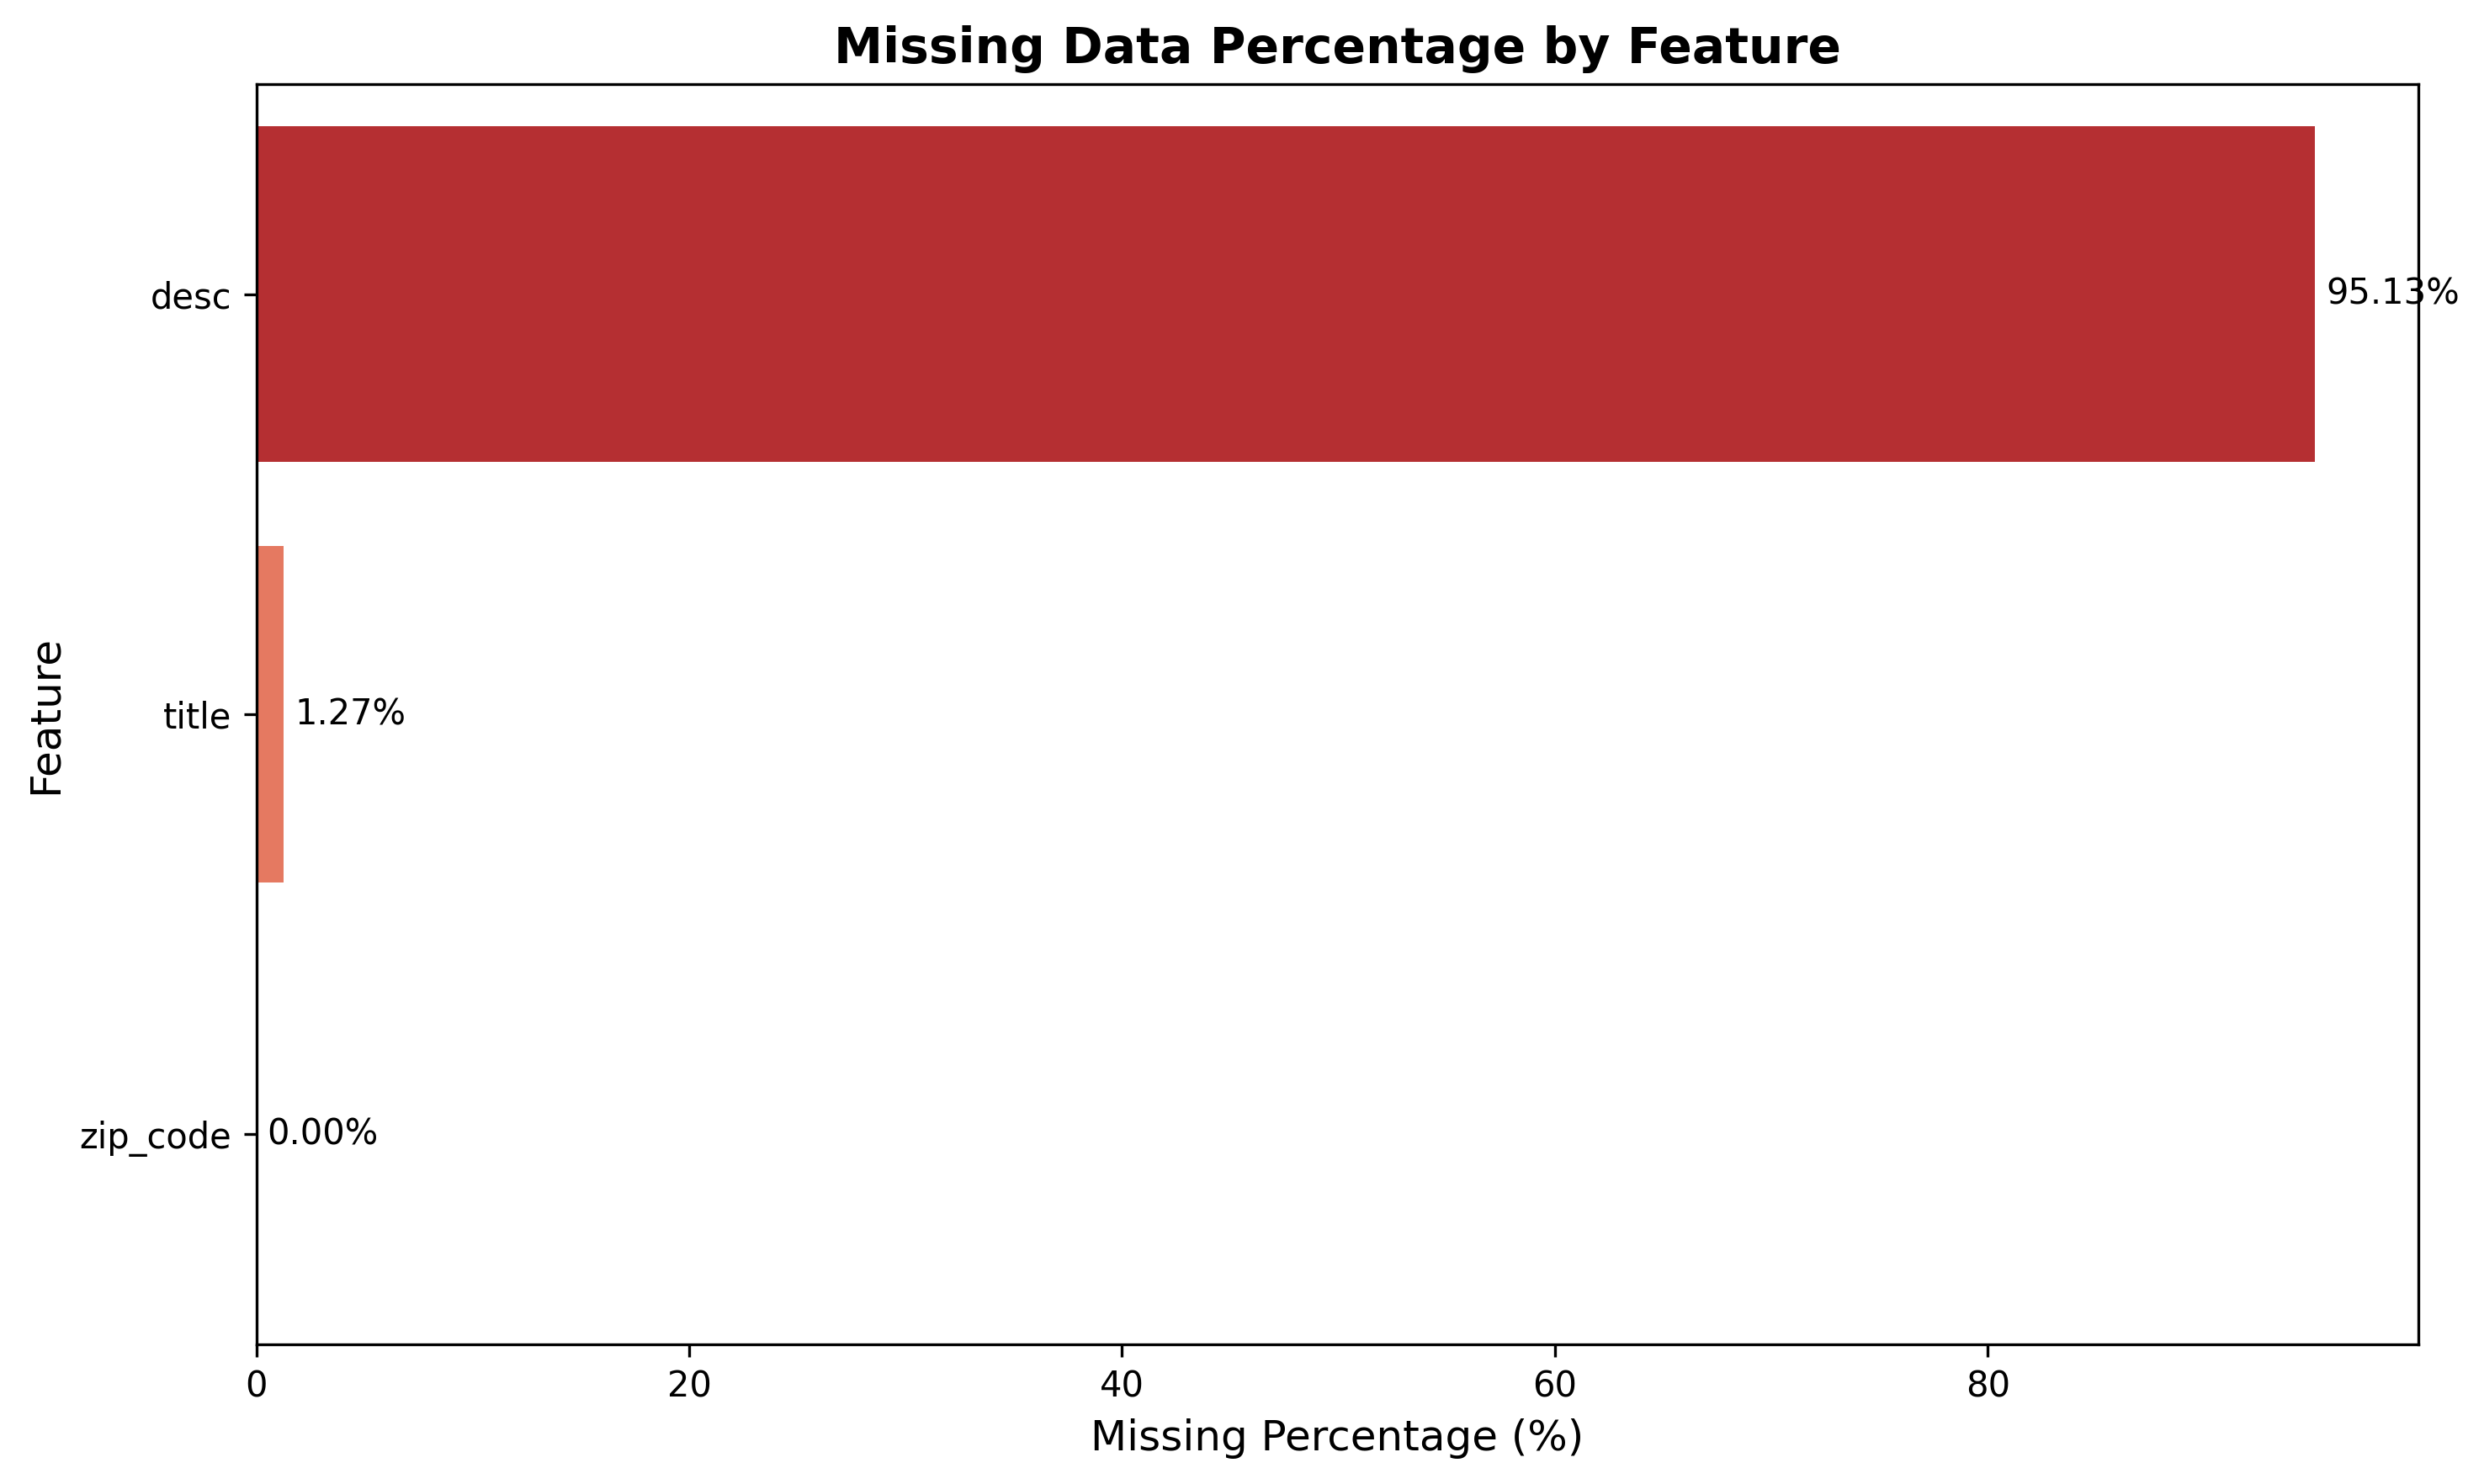 Missing Data Percentage by Feature
Feature
desc
95.13%
title
1.27%
zip_code
0.00%
0 20 40 60 80
Missing Percentage (%)